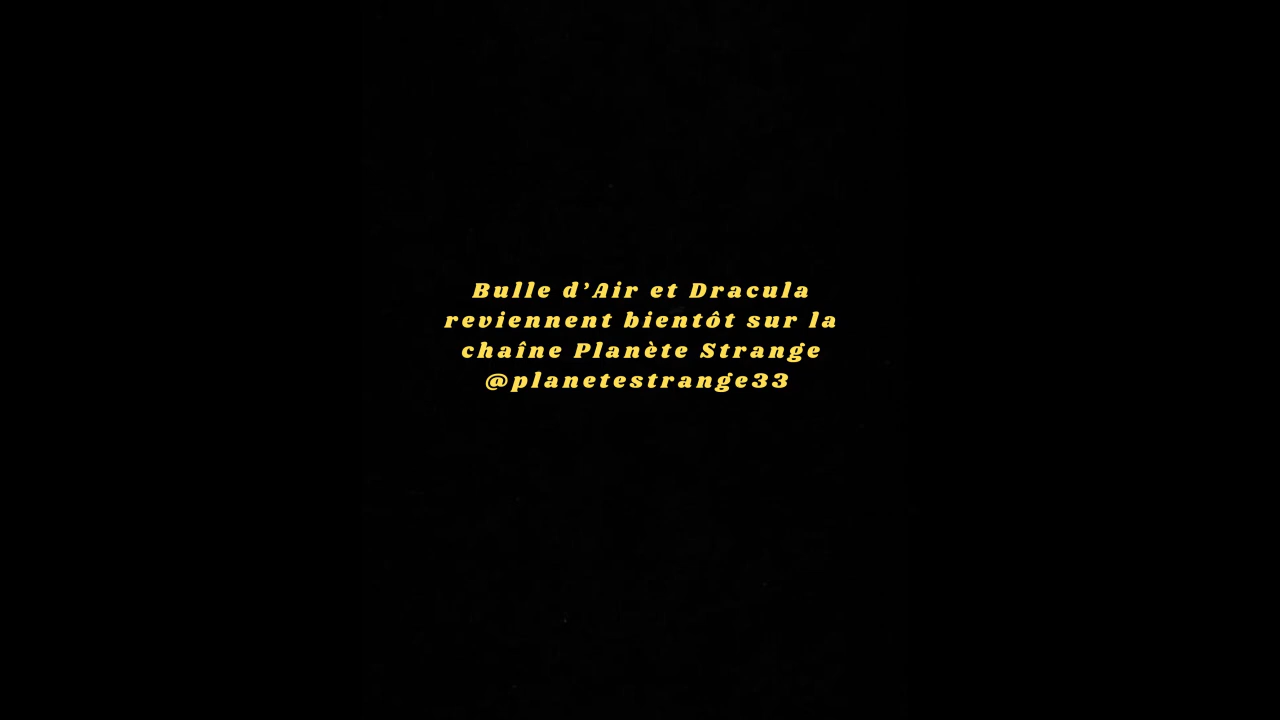 Bulle d’Air et Dracula
reviennent bientôt sur la
chaîne Planète Strange
@planetestrange33